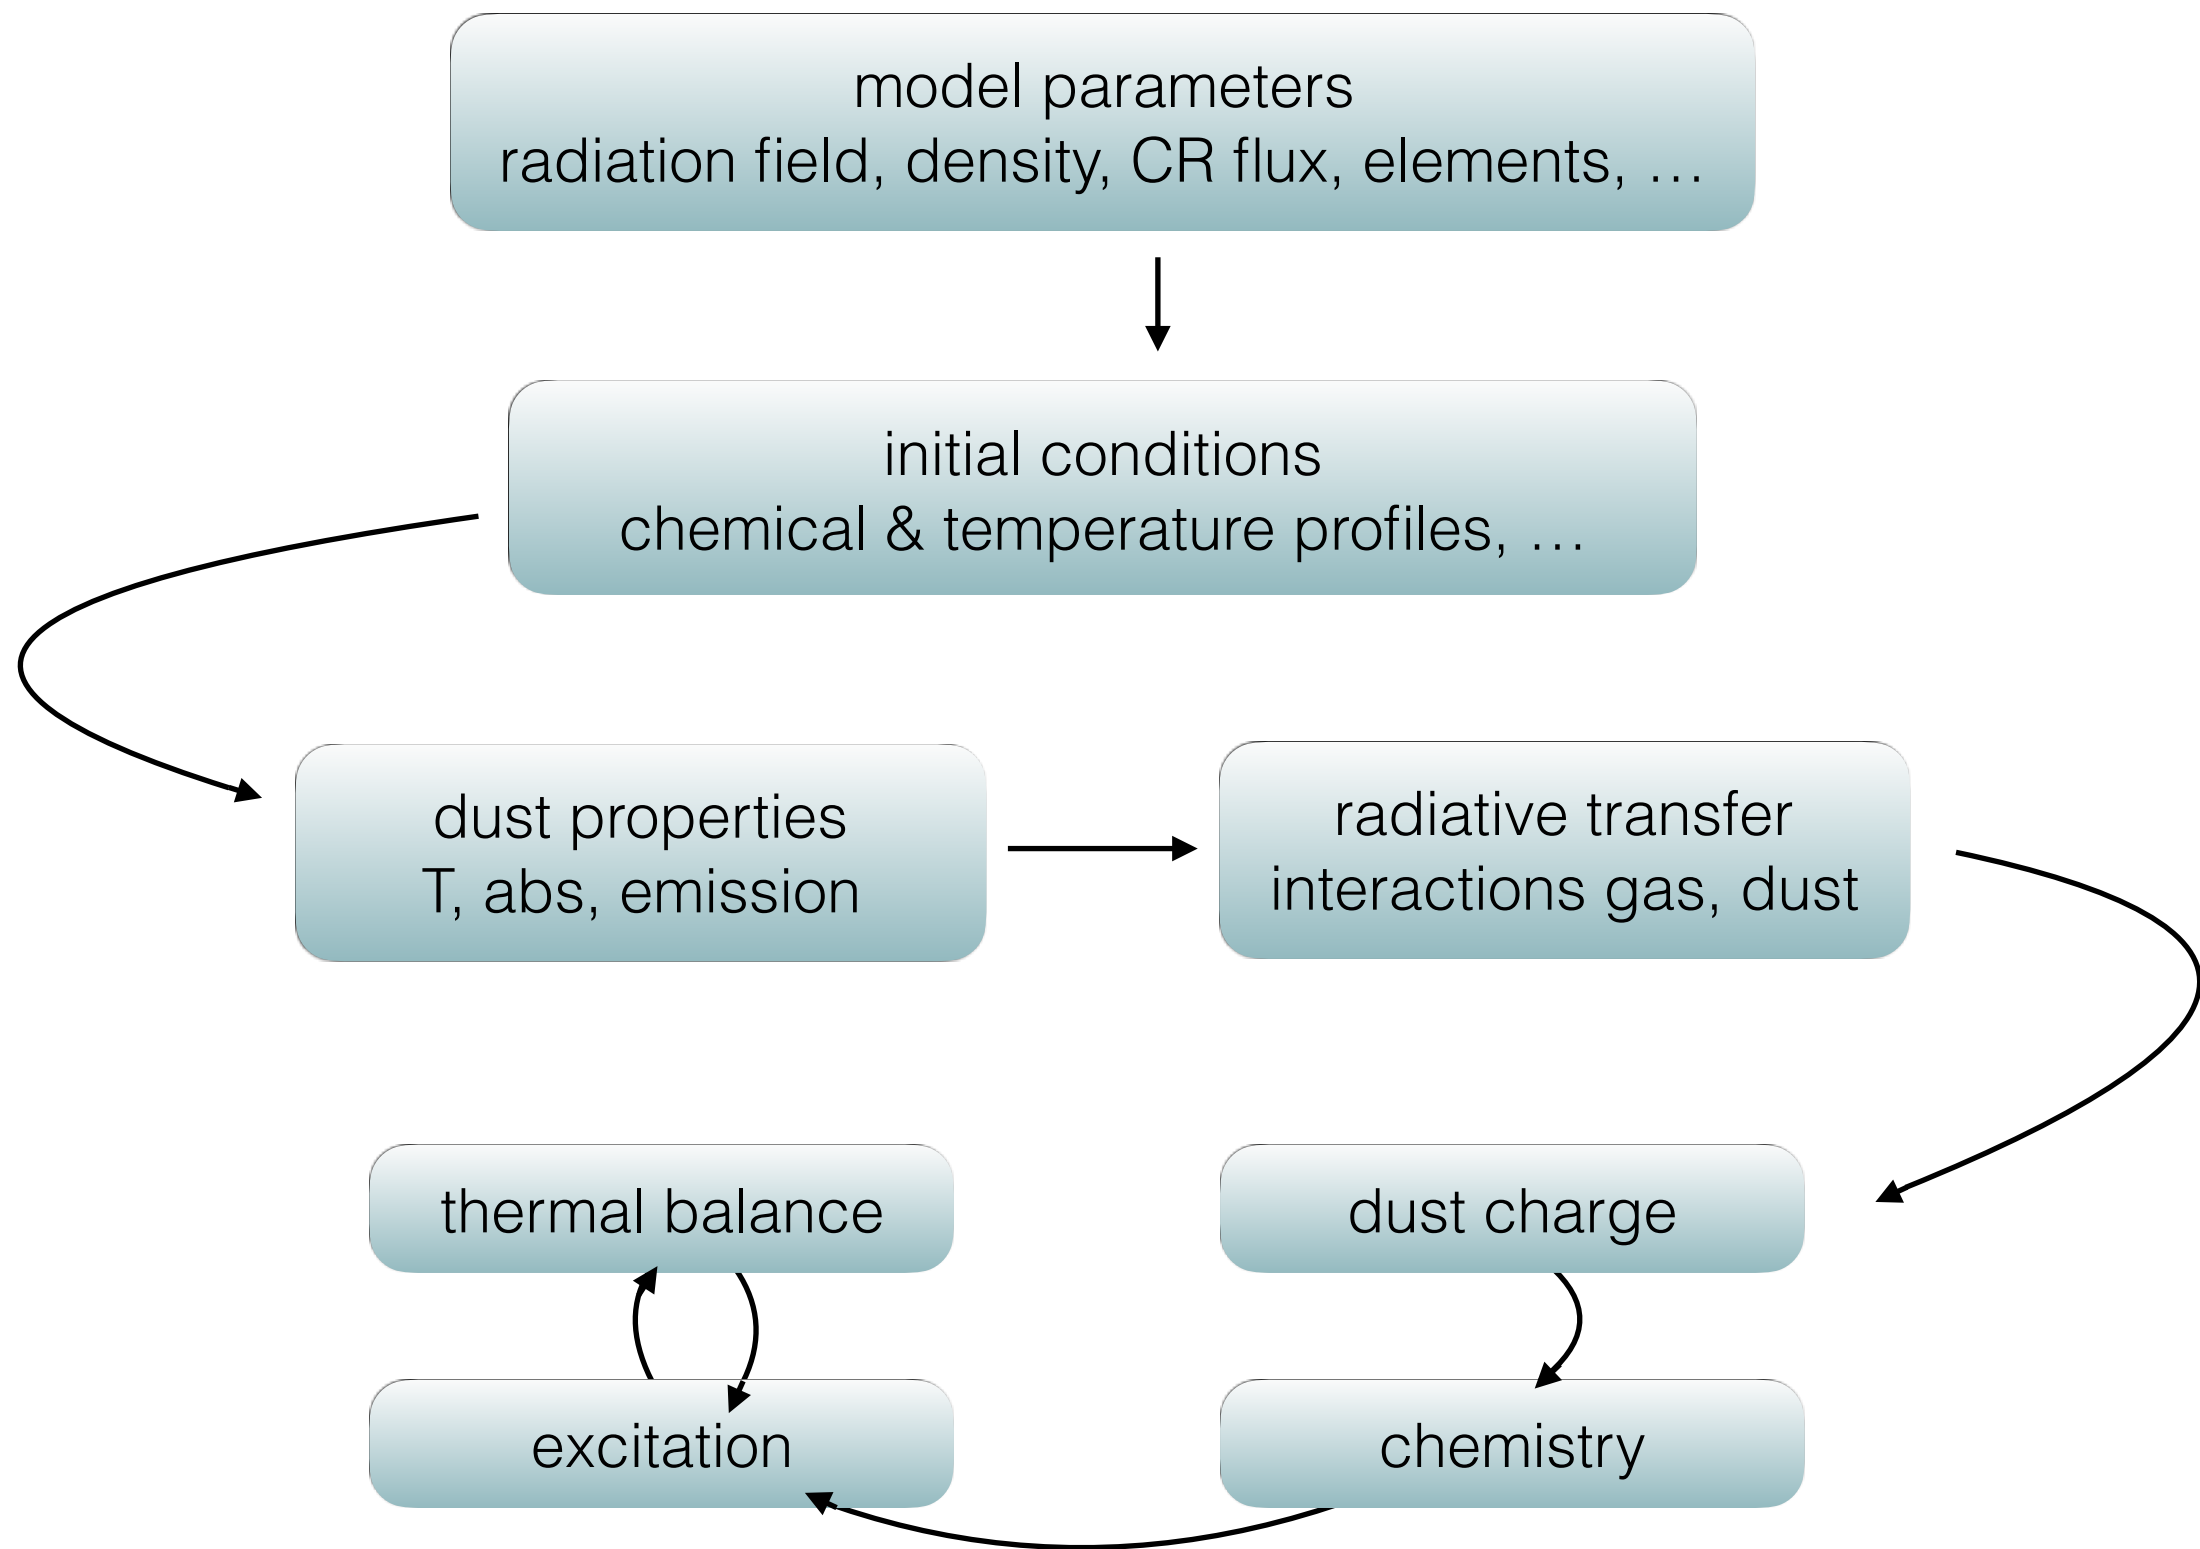 model parameters
radiation field, density, CR flux, elements, …
initial conditions
chemical & temperature profiles, …
dust properties
T, abs, emission
radiative transfer
interactions gas, dust
thermal balance
dust charge
excitation
chemistry